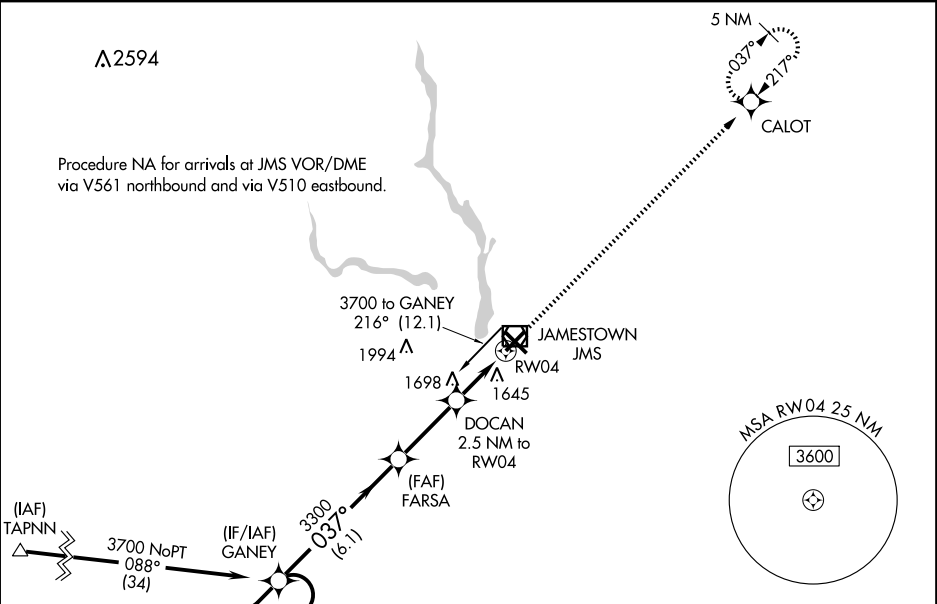 5 NM
037°
217°
CALOT
2594
Procedure NA for arrivals at JMS VOR/DME
via V561 northbound and via V510 eastbound.
3700 to GANEY
216° (12.1)
1994
JAMESTOWN
JMS
RW04
1698
1645
DOCAN
2.5 NM to
RW04
(FAF)
FARSA
MSA RW04 25 NM
3600
(IAF)
TAPNN
3700 NoPT
088°
(34)
(IF/IAF)
GANEY
3300
037°
(6.1)